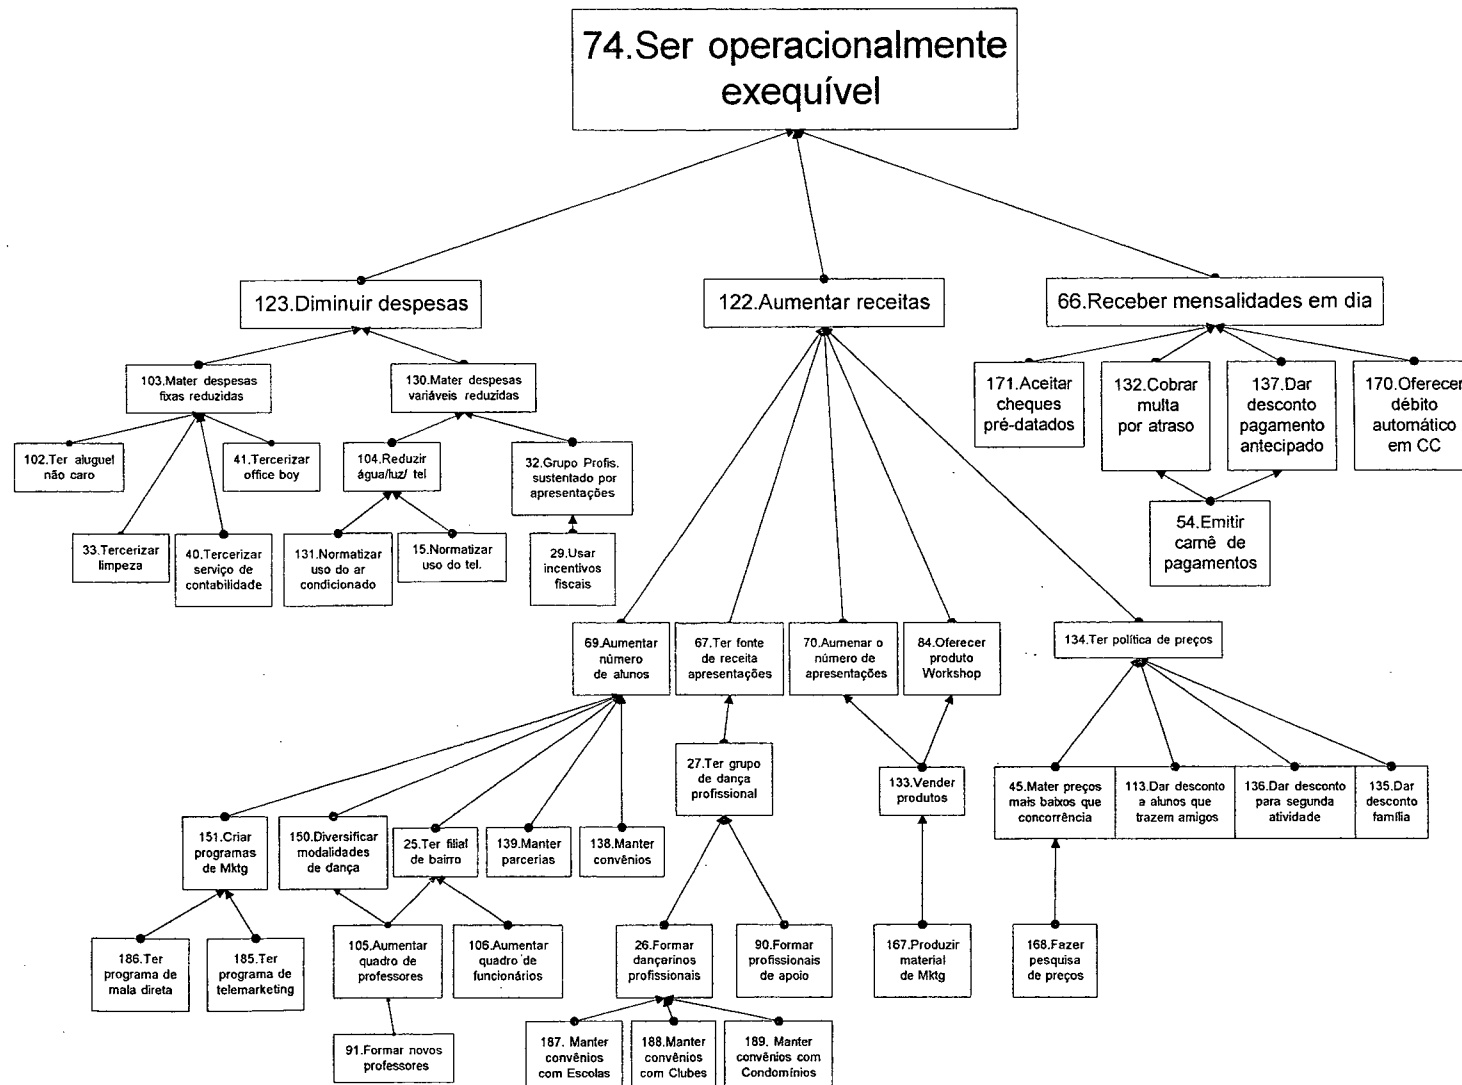 74.Ser operacionalmente
exequível
123.Diminuir despesas
122.Aumentar receitas
66.Receber mensalidades em dia
103.Mater despesas
fixas reduzidas
130.Mater despesas
variáveis reduzidas
171.Aceitar
cheques
pré-datados
132.Cobrar
multa
por atraso
137.Dar
desconto
pagamento
antecipado
170.Oferecer
débito
automático
em CC
102.Ter aluguel
não caro
41.Tercerizar
office boy
104.Reduzir
água/luz/ tel
32.Grupo Profis.
sustentado por
apresentações
33.Tercerizar
limpeza
40.Tercerizar
serviço de
contabilidade
131.Normatizar
uso do ar
condicionado
15.Normatizar
uso do tel.
29.Usar
incentivos
fiscais
54.Emitir
carnê de
pagamentos
69.Aumentar
número
de alunos
67.Ter fonte
de receita
apresentações
70.Aumenar o
número de
apresentações
84.Oferecer
produto
Workshop
134.Ter política de preços
27.Ter grupo
de dança
profissional
133.Vender
produtos
45.Mater preços
mais baixos que
concorrência
113.Dar desconto
a alunos que
trazem amigos
136.Dar desconto
para segunda
atividade
135.Dar
desconto
família
151.Criar
programas
de Mktg
150.Diversificar
modalidades
de dança
25.Ter filial
de bairro
139.Manter
parcerias
138.Manter
convênios
186.Ter
programa de
mala direta
185.Ter
programa de
telemarketing
105.Aumentar
quadro de
professores
106.Aumentar
quadro de
funcionários
26.Formar
dançarinos
profissionais
90.Formar
profissionais
de apoio
167.Produzir
material
de Mktg
168.Fazer
pesquisa
de preços
91.Formar novos
professores
187. Manter
convênios
com Escolas
188.Manter
convênios
com Clubes
189. Manter
convênios com
Condomínios